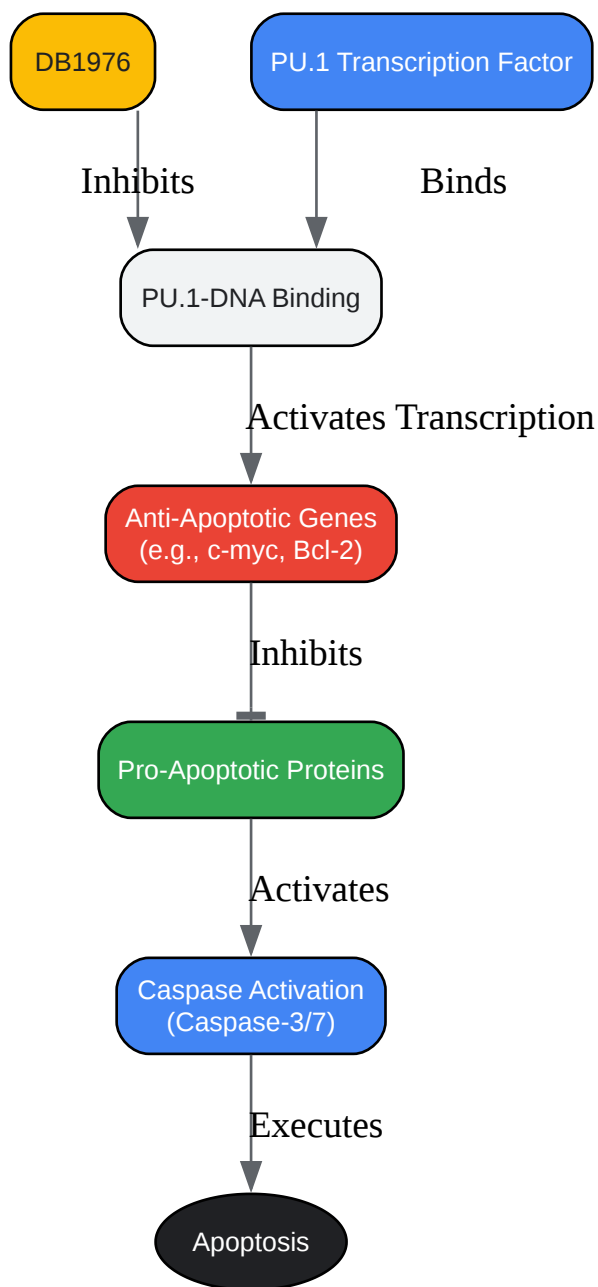 DB1976
PU.1 Transcription Factor
Inhibits
Binds
PU.1-DNA Binding
Activates Transcription
Anti-Apoptotic Genes
(e.g., c-myc, Bcl-2)
Inhibits
Pro-Apoptotic Proteins
Activates
Caspase Activation
(Caspase-3/7)
Executes
Apoptosis